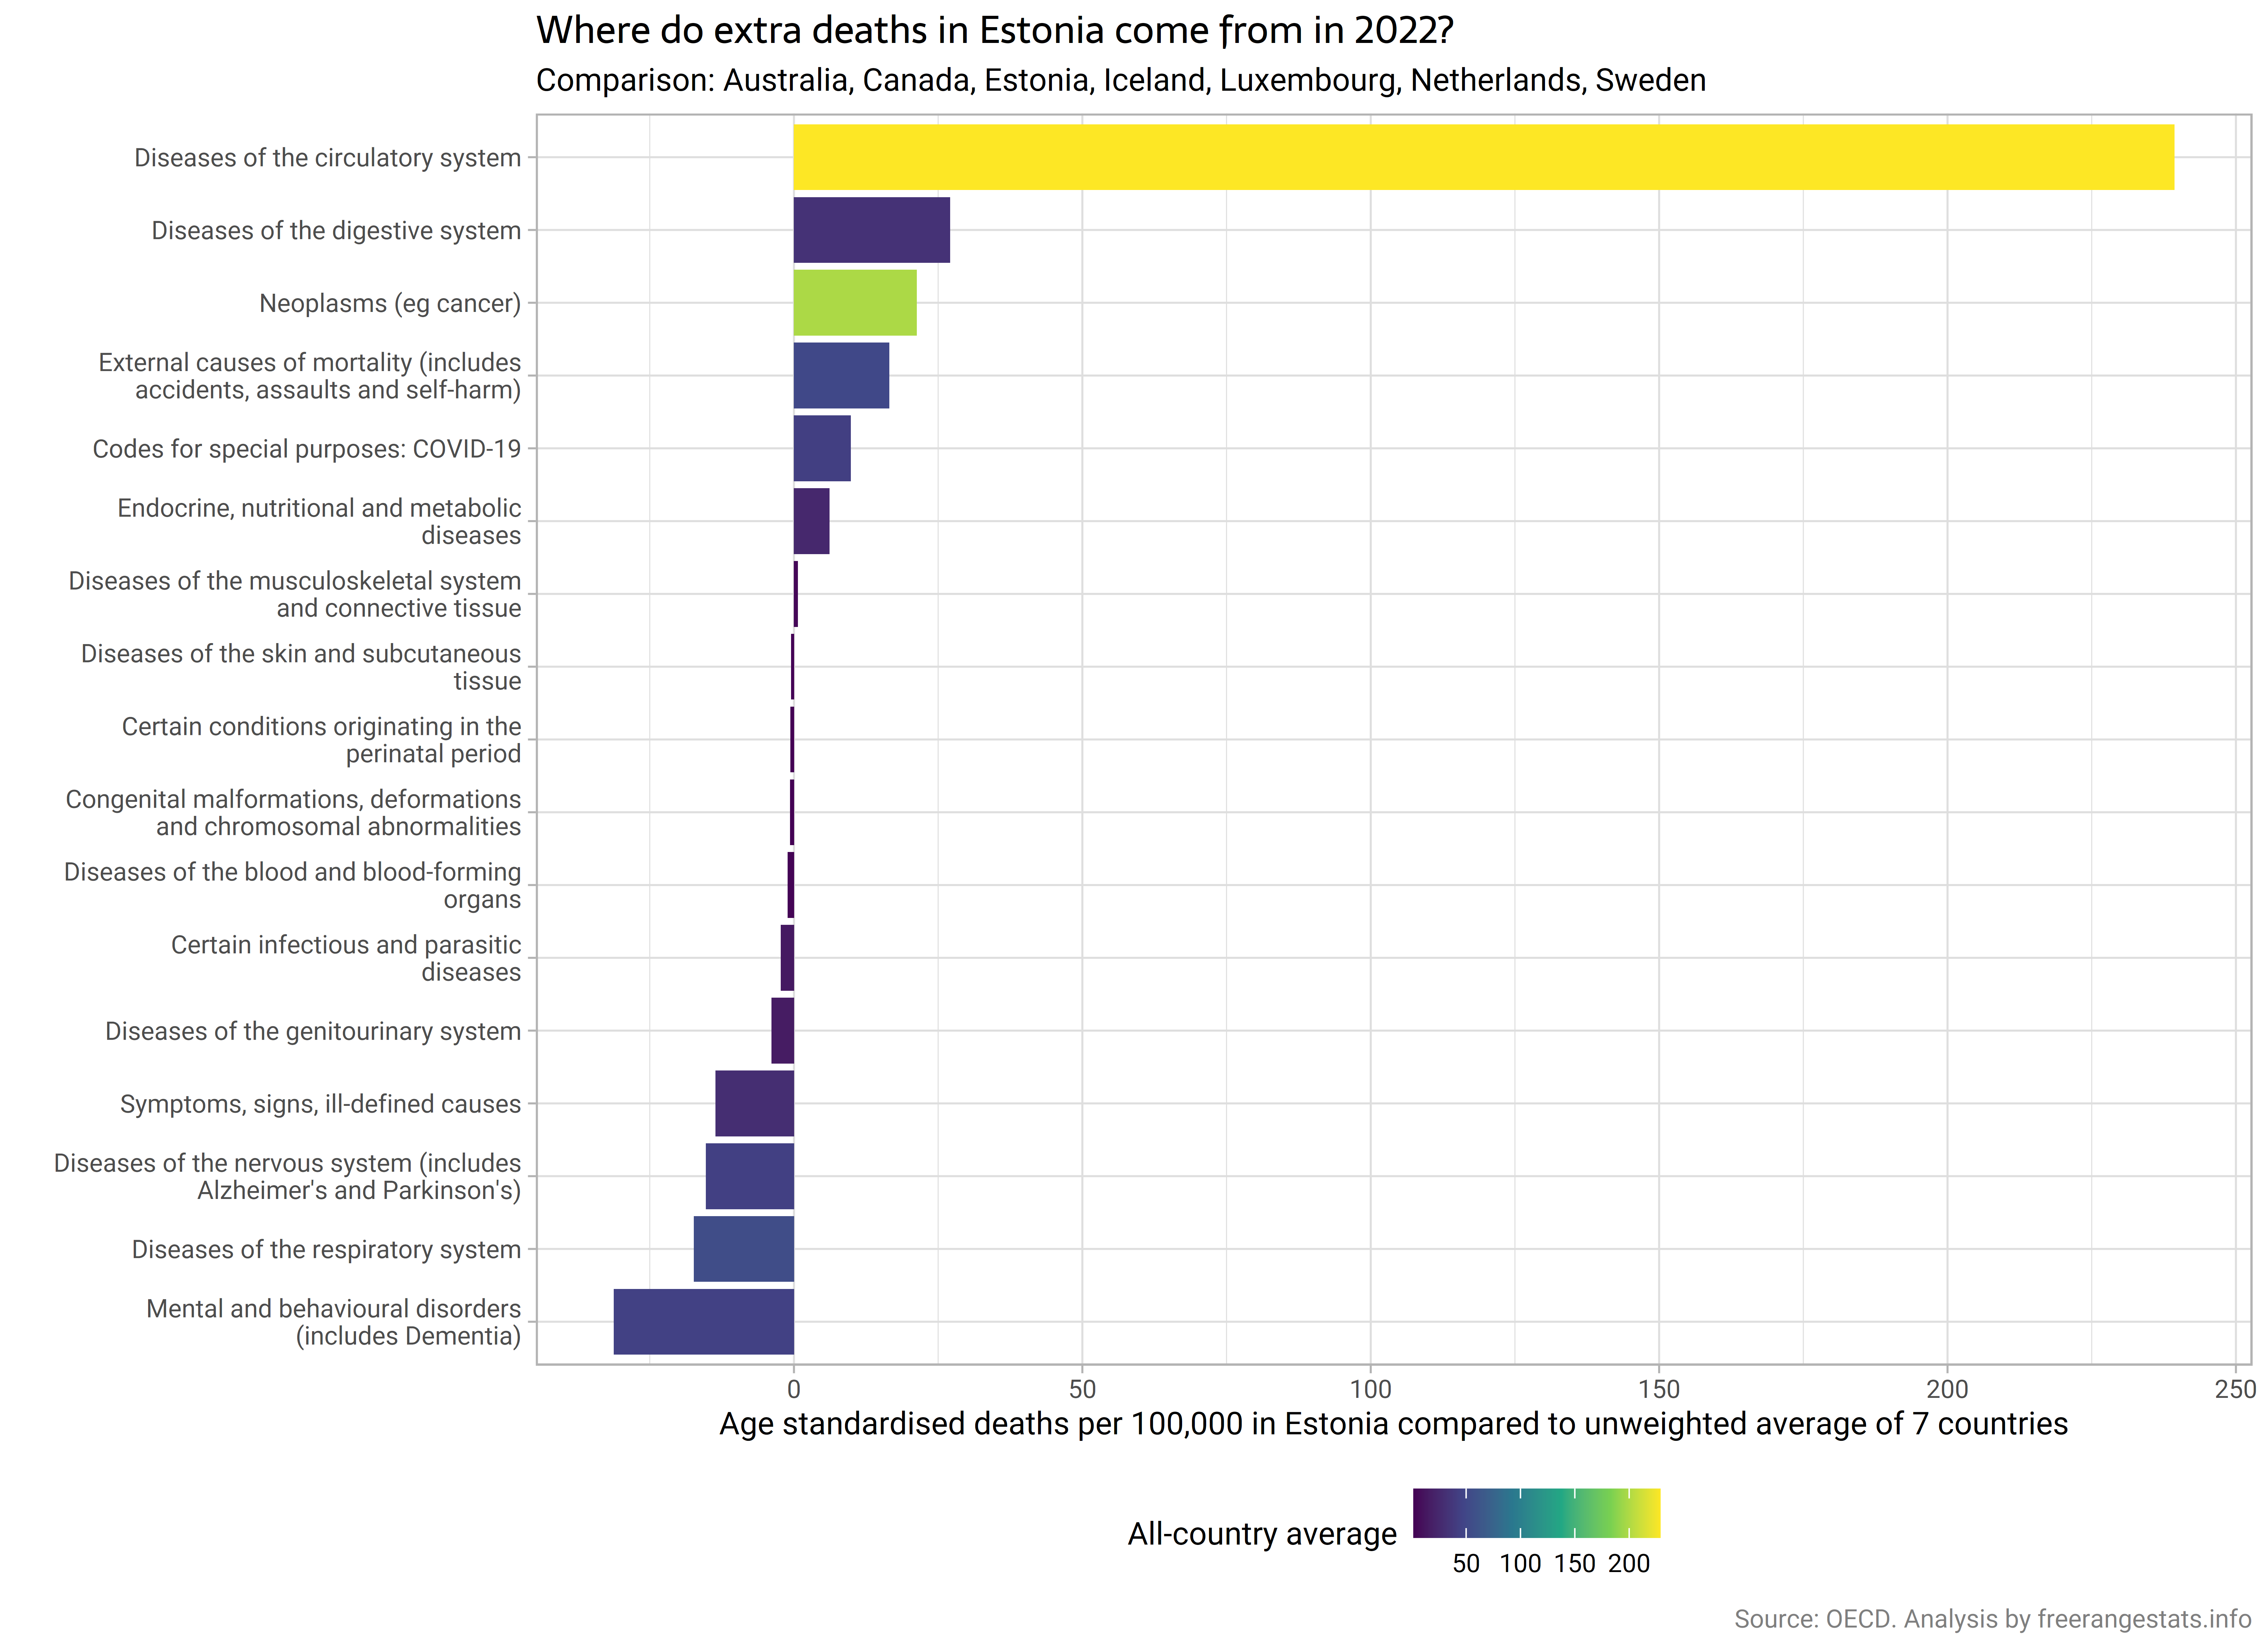 Where do extra deaths in Estonia come from in 2022?
Comparison: Australia, Canada, Estonia, Iceland, Luxembourg, Netherlands, Sweden
Diseases of the circulatory system
Diseases of the digestive system
Neoplasms (eg cancer)
External causes of mortality (includes
accidents, assaults and self-harm)
Codes for special purposes: COVID-19
Endocrine, nutritional and metabolic
diseases
Diseases of the musculoskeletal system
and connective tissue
Diseases of the skin and subcutaneous
tissue
Certain conditions originating in the
perinatal period
Congenital malformations, deformations
and chromosomal abnormalities
Diseases of the blood and blood-forming
organs
Certain infectious and parasitic
diseases
Diseases of the genitourinary system
Symptoms, signs, ill-defined causes
Diseases of the nervous system (includes
Alzheimer's and Parkinson's)
Diseases of the respiratory system
Mental and behavioural disorders
(includes Dementia)
0 50 100 150 200 250
Age standardised deaths per 100,000 in Estonia compared to unweighted average of 7 countries
All-country average
50 100 150 200
Source: OECD. Analysis by freerangestats.info